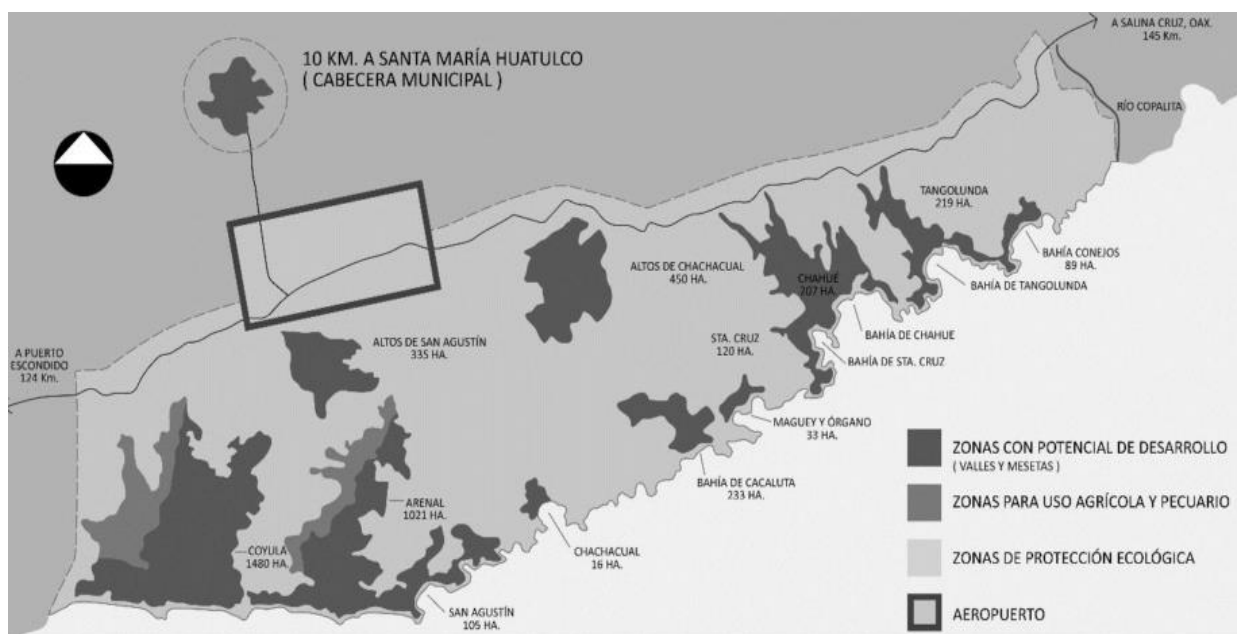 10 KM. A SANTA MARÍA HUATULCO
( CABECERA MUNICIPAL )
A SALINA CRUZ, OAX.
145 Km.
RÍO COPALITA
TANGOLUNDA
219 HA.
BAHÍA CONEJOS
89 HA.
BAHÍA DE TANGOLUNDA
ALTOS DE CHACHACUAL
450 HA.
CHAHUÉ
207 HA.
BAHÍA DE CHAHUE
STA. CRUZ
120 HA.
BAHÍA DE STA. CRUZ
ALTOS DE SAN AGUSTÍN
335 HA.
A PUERTO
ESCONDIDO
124 Km.
MAGUEY Y ÓRGANO
33 HA.
BAHÍA DE CACALUTA
233 HA.
ARENAL
1021 HA.
COYULA
1480 HA.
CHACHACUAL
16 HA.
SAN AGUSTÍN
105 HA.
ZONAS CON POTENCIAL DE DESARROLLO
( VALLES Y MESETAS )
ZONAS PARA USO AGRÍCOLA Y PECUARIO
ZONAS DE PROTECCIÓN ECOLÓGICA
AEROPUERTO